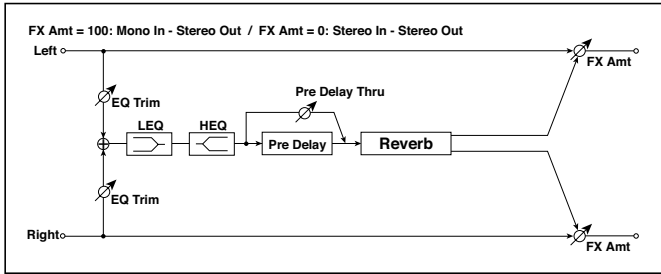 FX Amt = 100: Mono In - Stereo Out / FX Amt = 0: Stereo In - Stereo Out
Left
FX Amt
Pre Delay Thru
EQ Trim
LEQ
HEQ
Pre Delay
Reverb
EQ Trim
Right
FX Amt